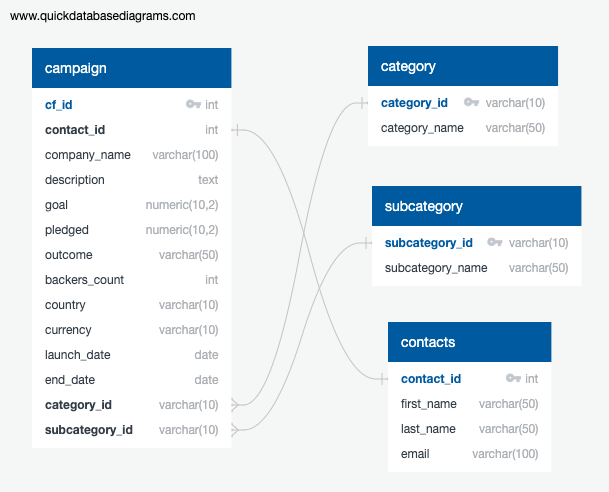 www.quickdatabasediagrams.com
campaign
cf_id int
contact_id int
company_name varchar(100)
description text
goal numeric(10,2)
pledged numeric(10,2)
outcome varchar(50)
backers_count int
country varchar(10)
currency varchar(10)
launch_date date
end_date date
category_id varchar(10)
subcategory_id varchar(10)
category
category_id varchar(10)
category_name varchar(50)
subcategory
subcategory_id varchar(10)
subcategory_name varchar(50)
contacts
contact_id int
first_name varchar(50)
last_name varchar(50)
email varchar(100)